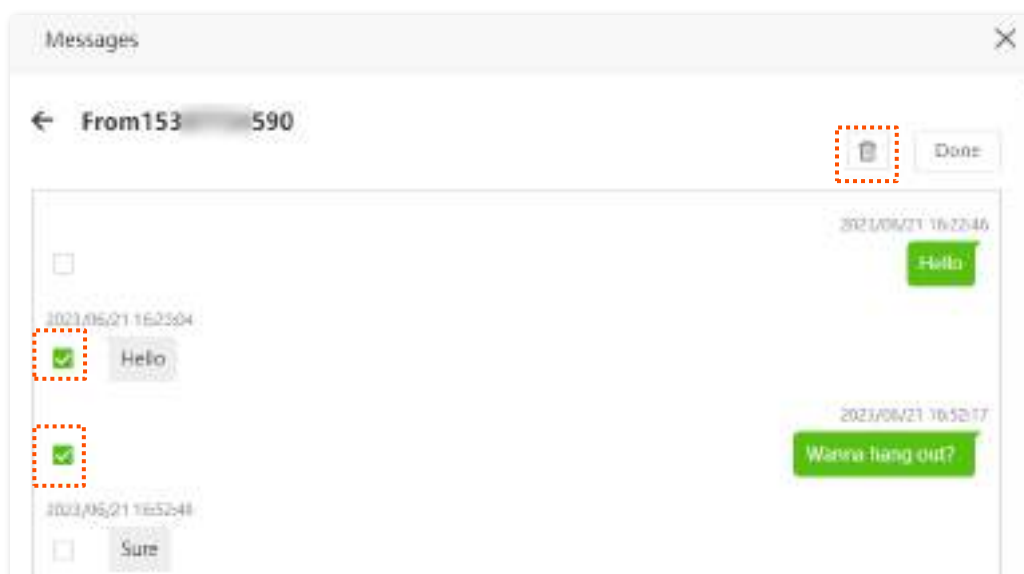 Messages
From153 590
Done
2023/06/21 16:22:46
Hello
2023/06/21 16:23:04
Hello
2023/06/21 16:52:17
Wanna hang out?
2023/06/21 16:52:48
Sure